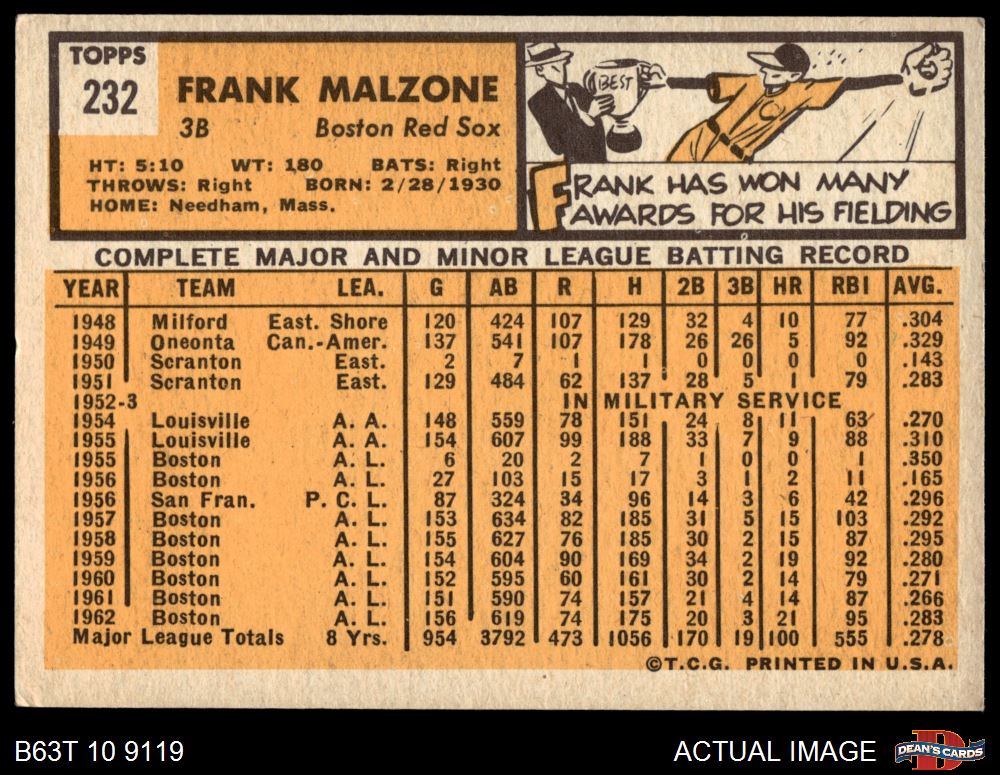 TOPPS
232
FRANK MALZONE
3B Boston Red Sox
HT: 5:10 WT: 180 BATS: Right
THROWS: Right BORN: 2/28/1930
HOME: Needham, Mass.
BEST
FRANK HAS WON MANY
AWARDS FOR HIS FIELDING
COMPLETE MAJOR AND MINOR LEAGUE BATTING RECORD
YEAR TEAM LEA. G AB R H 2B 3B HR RBI AVG.
1948 Milford East. Shore 120 424 107 129 32 4 10 77 .304
1949 Oneonta Can.-Amer. 137 541 107 178 26 26 5 92 .329
1950 Scranton East. 2 7 1 1 0 0 0 0 .143
1951 Scranton East. 129 484 62 137 28 5 1 79 .283
1952-3 IN MILITARY SERVICE
1954 Louisville A. A. 148 559 78 151 24 8 11 63 .270
1955 Louisville A. A. 154 607 99 188 33 7 9 88 .310
1955 Boston A. L. 6 20 2 7 1 0 0 1 .350
1956 Boston A. L. 27 103 15 17 3 1 2 11 .165
1956 San Fran. P. C. L. 87 324 34 96 14 3 6 42 .296
1957 Boston A. L. 153 634 82 185 31 5 15 103 .292
1958 Boston A. L. 155 627 76 185 30 2 15 87 .295
1959 Boston A. L. 154 604 90 169 34 2 19 92 .280
1960 Boston A. L. 152 595 60 161 30 2 14 79 .271
1961 Boston A. L. 151 590 74 157 21 4 14 87 .266
1962 Boston A. L. 156 619 74 175 20 3 21 95 .283
Major League Totals 8 Yrs. 954 3792 473 1056 170 19 100 555 .278
©T.C.G. PRINTED IN U.S.A.
B63T 10 9119 ACTUAL IMAGE DEAN'S CARDS